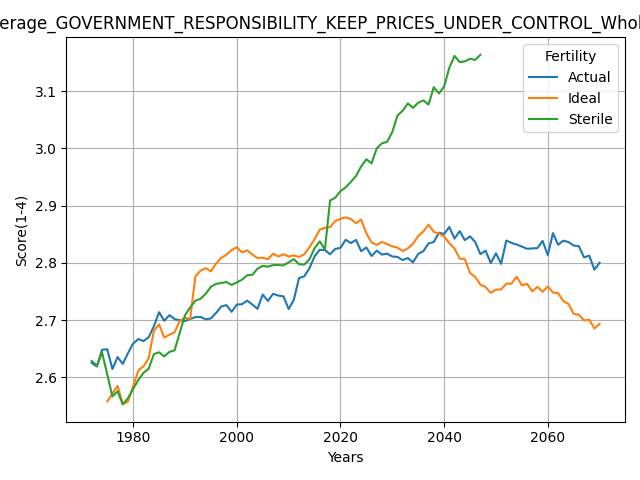 erage_GOVERNMENT_RESPONSIBILITY_KEEP_PRICES_UNDER_CONTROL_Whol
Fertility
Actual
Ideal
Sterile
Score(1-4)
3.1
3.0
2.9
2.8
2.7
2.6
1980 2000 2020 2040 2060
Years